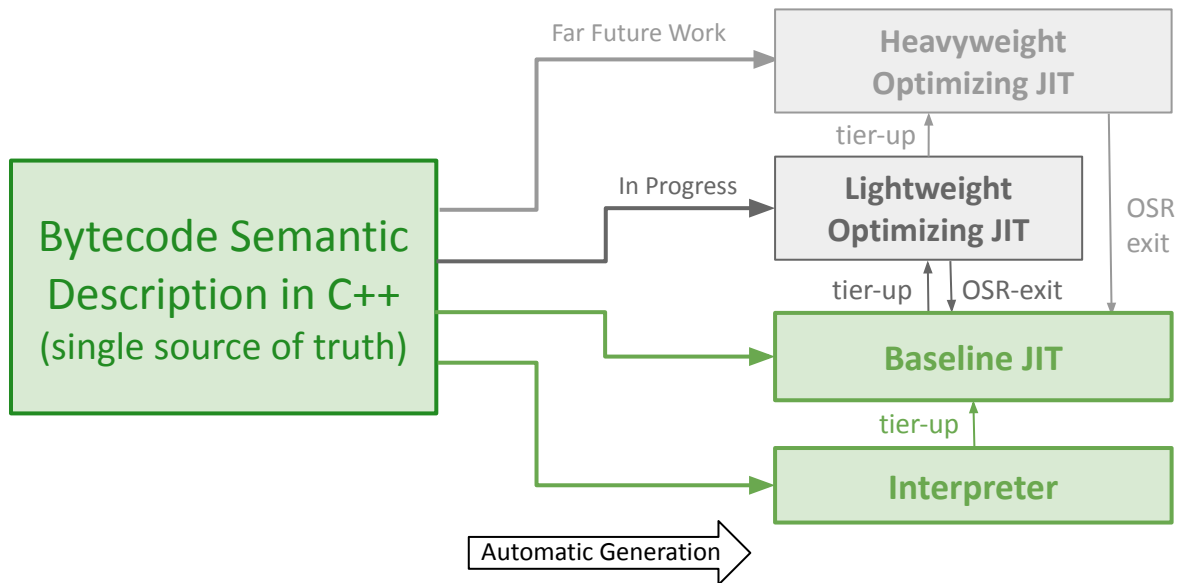 Far Future Work
Heavyweight
Optimizing JIT
tier-up
In Progress
Lightweight
Optimizing JIT
OSR
exit
Bytecode Semantic
Description in C++
(single source of truth)
tier-up
OSR-exit
Baseline JIT
tier-up
Interpreter
Automatic Generation